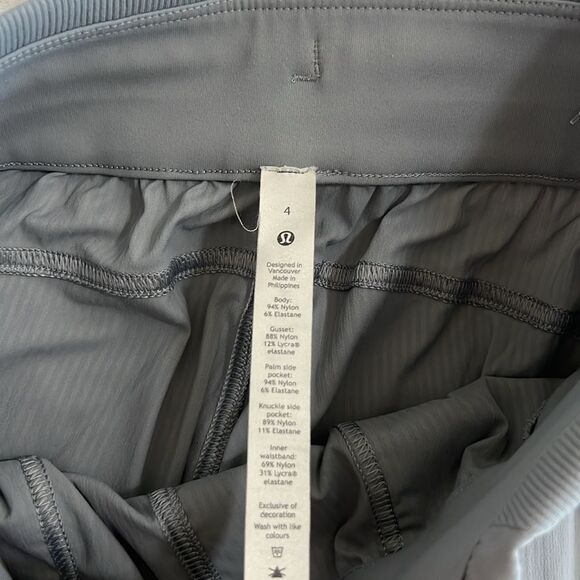 4
Designed in
Vancouver
Made in
Philippines
Body:
94% Nylon
6% Elastane
Gusset:
88% Nylon
12% Lycra®
elastane
Palm side
pocket:
94% Nylon
6% Elastane
Knuckle side
pocket:
89% Nylon
11% Elastane
Inner
waistband:
69% Nylon
31% Lycra®
elastane
Exclusive of
decoration
Wash with like
colours